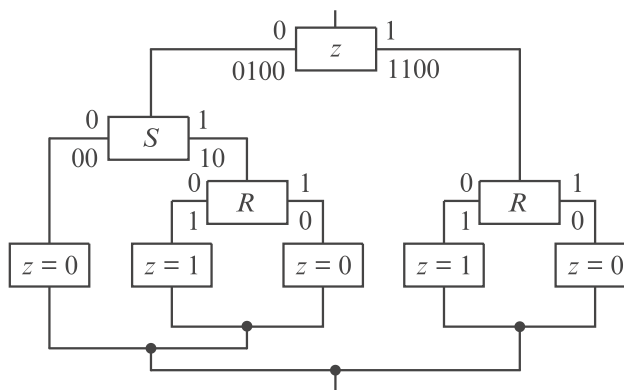 0 z 1
0100 1100
0 S 1
00 10
0 R 1 0 R 1
1 0 1 0
z = 0 z = 1 z = 0 z = 1 z = 0